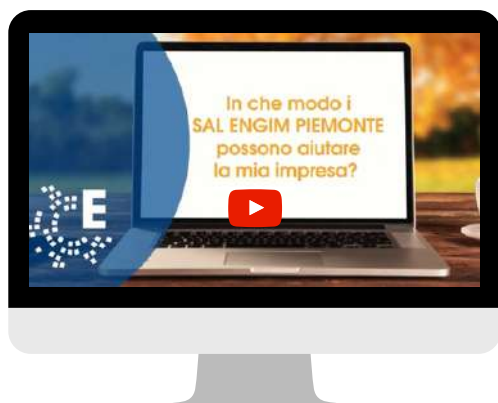 In che modo i
SAL ENGIM PIEMONTE
possono aiutare
la mia impresa?
E